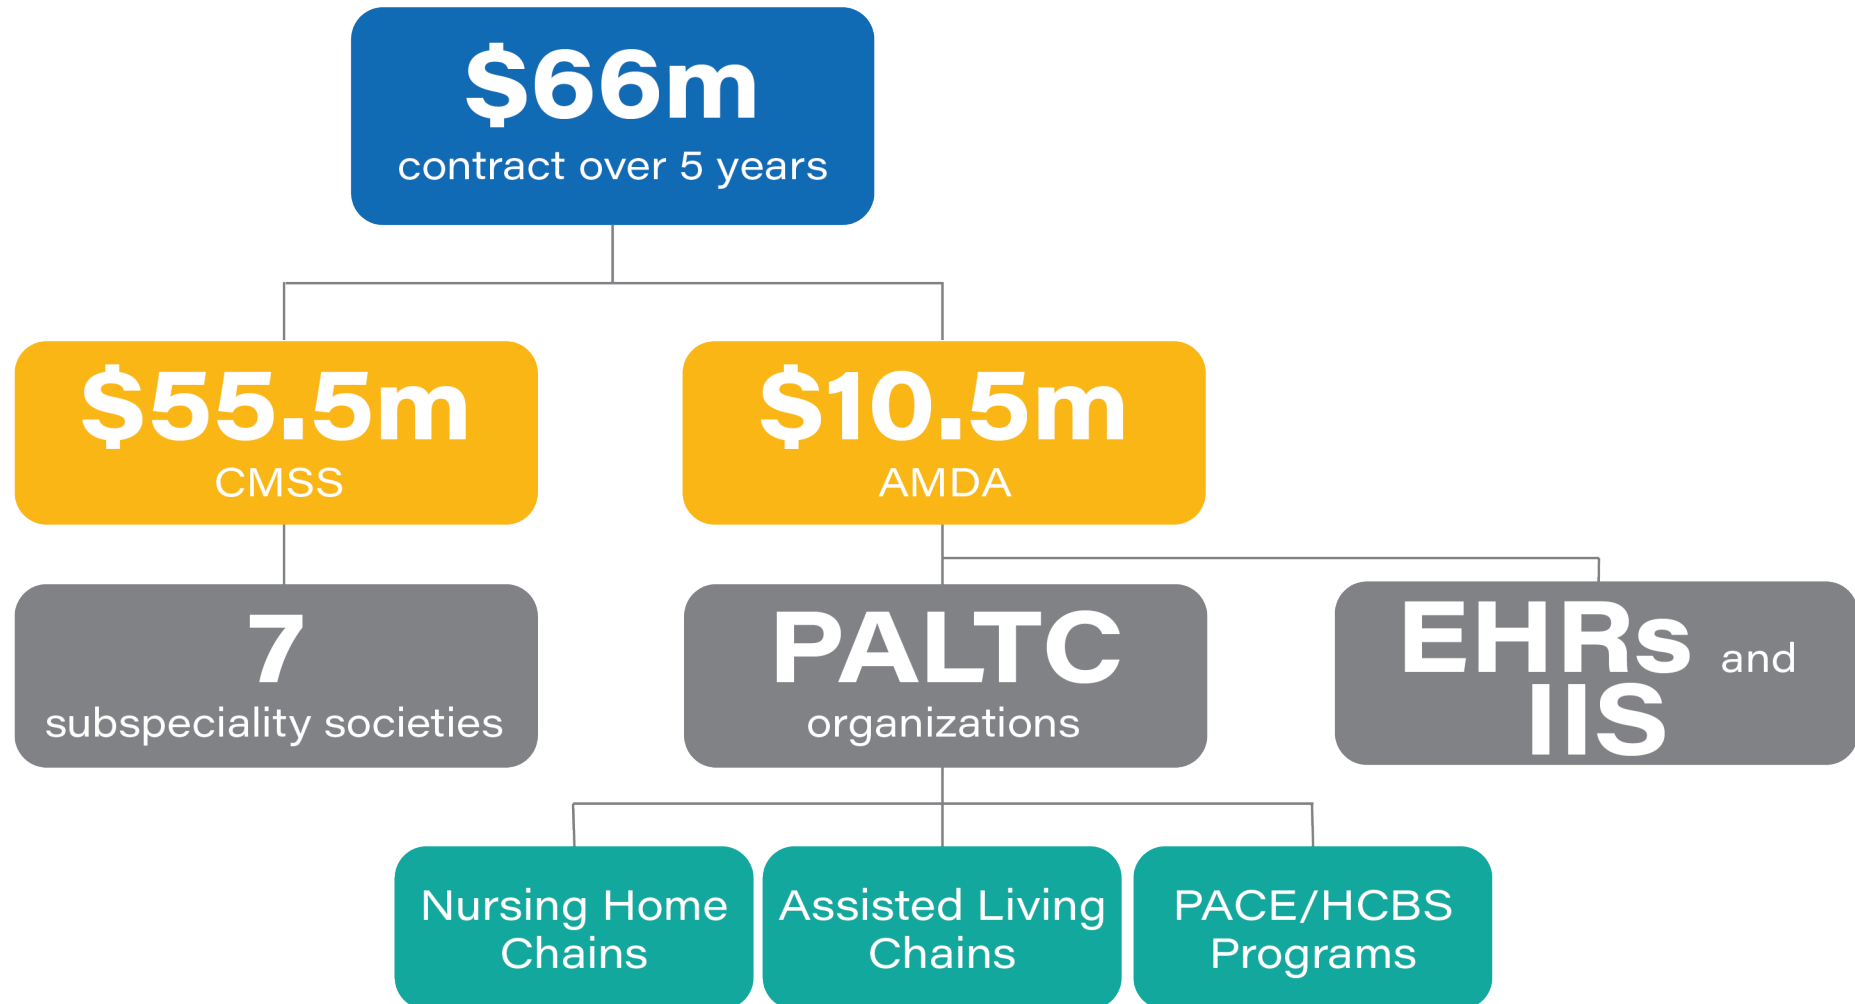 $66m
contract over 5 years
$55.5m
CMSS
$10.5m
AMDA
7
subspeciality societies
PALTC
organizations
EHRs and
IIS
Nursing Home
Chains
Assisted Living
Chains
PACE/HCBS
Programs